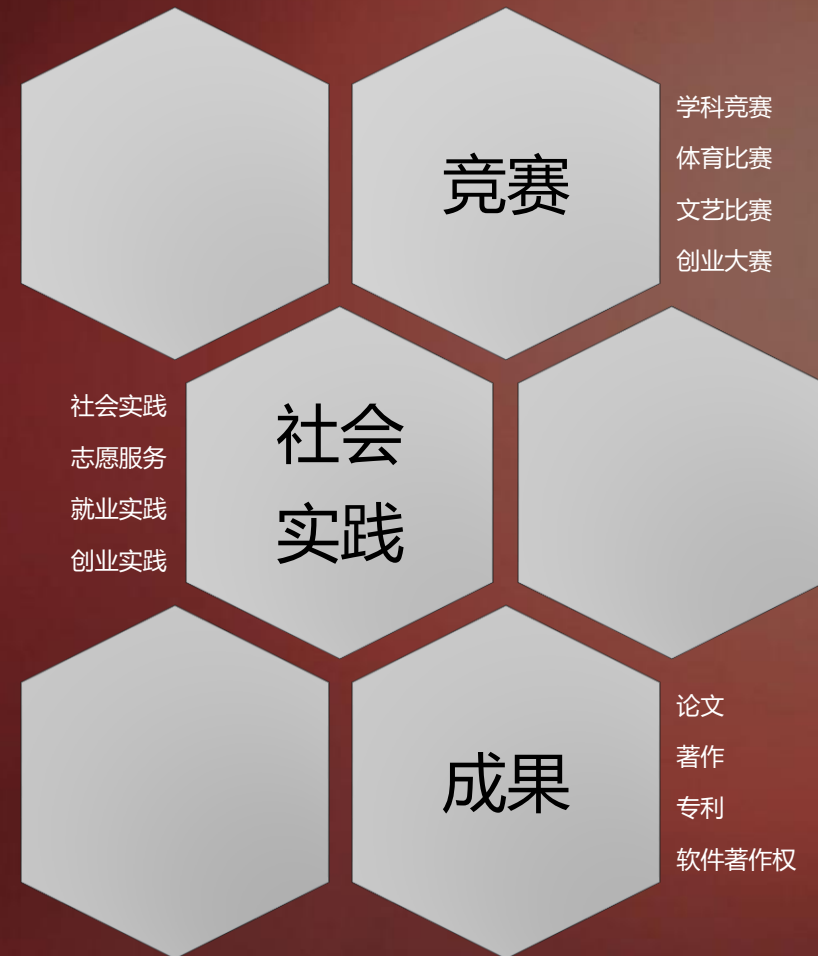 竞赛
学科竞赛
体育比赛
文艺比赛
创业大赛
社会实践
志愿服务
就业实践
创业实践
社会
实践
成果
论文
著作
专利
软件著作权